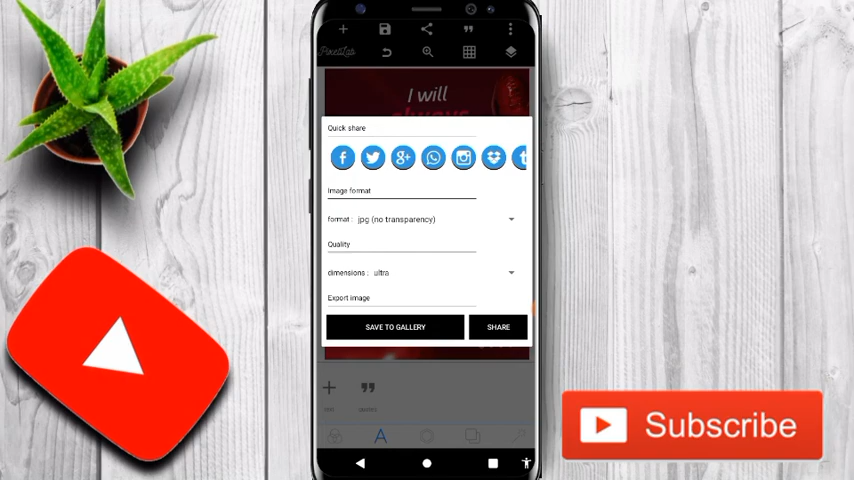 PixelLab
I will
always
Quick share
Image format
format : jpg (no transparency)
Quality
dimensions : ultra
Export image
SAVE TO GALLERY
SHARE
Subscribe